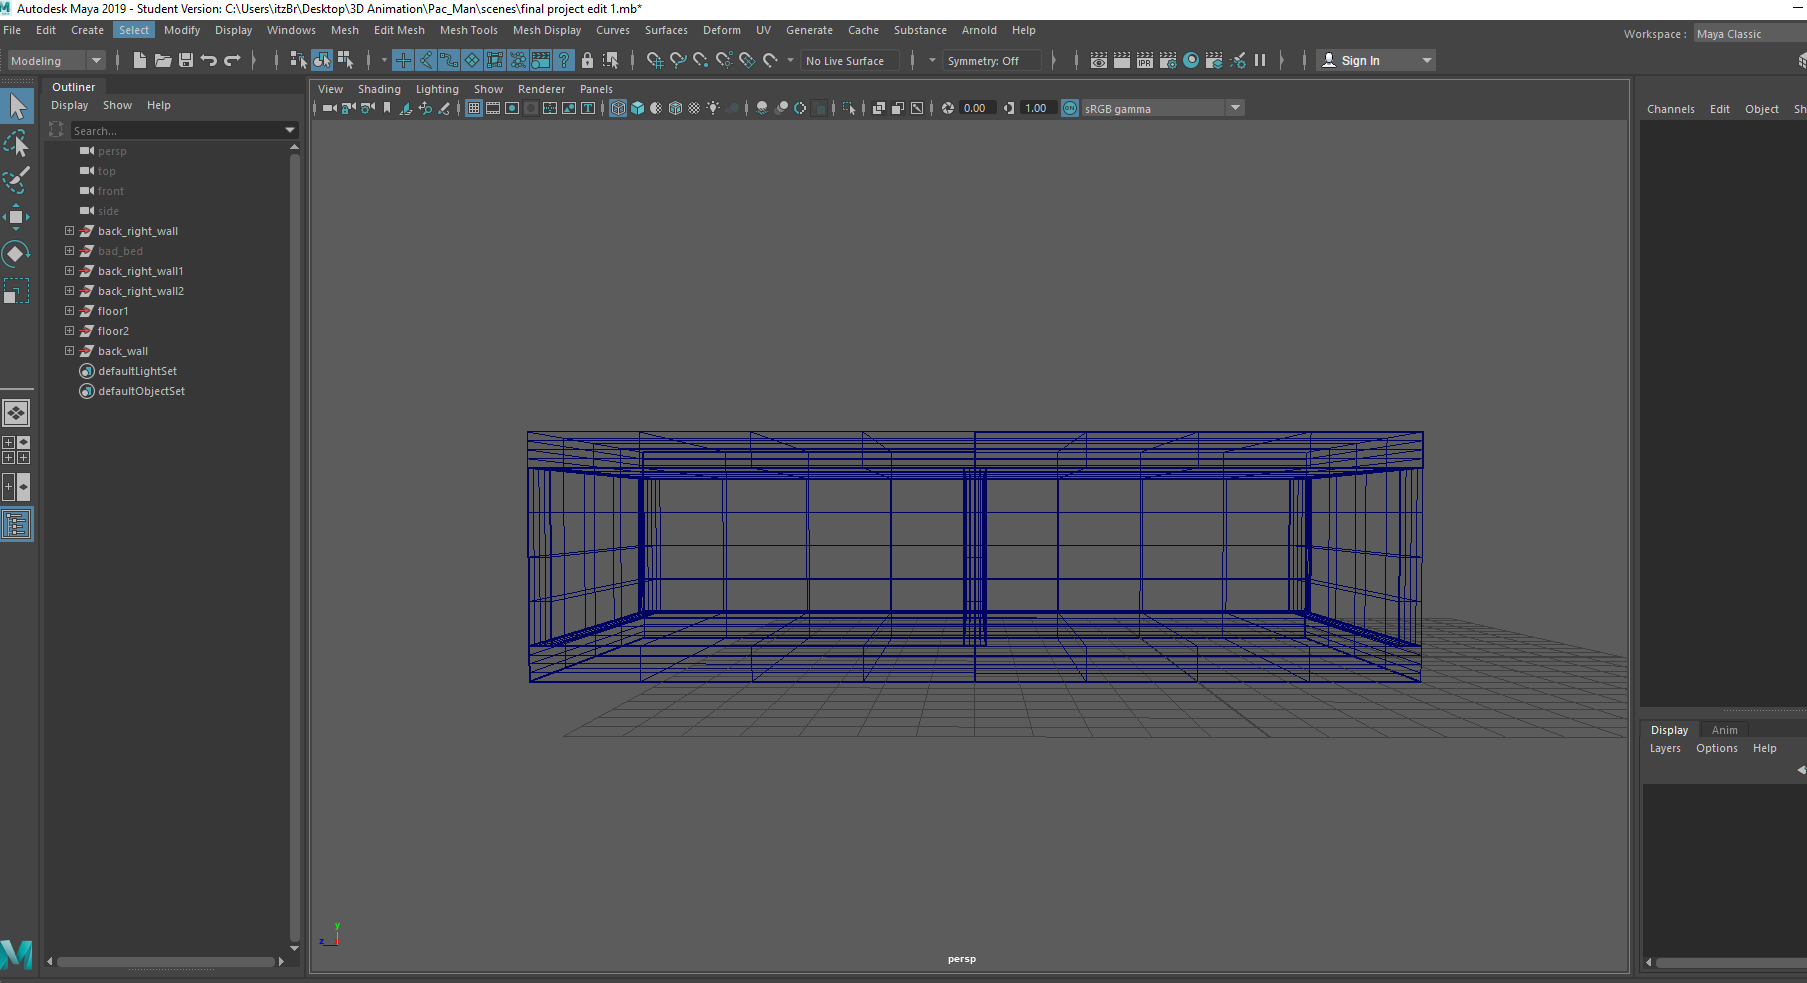 Autodesk Maya 2019 - Student Version: C:\Users\itzBr\Desktop\3D Animation\Pac_Man\scenes\final project edit 1.mb*
File Edit Create Select Modify Display Windows Mesh Edit Mesh Mesh Tools Mesh Display Curves Surfaces Deform UV Generate Cache Substance Arnold Help
Workspace : Maya Classic
Modeling No Live Surface Symmetry: Off IPR Sign In
Outliner
Display Show Help
Search...
persp
top
front
side
back_right_wall
bad_bed
back_right_wall1
back_right_wall2
floor1
floor2
back_wall
defaultLightSet
defaultObjectSet
View Shading Lighting Show Renderer Panels
0.00 1.00 ON sRGB gamma
y
z
persp
Channels Edit Object Sh
Display Anim
Layers Options Help